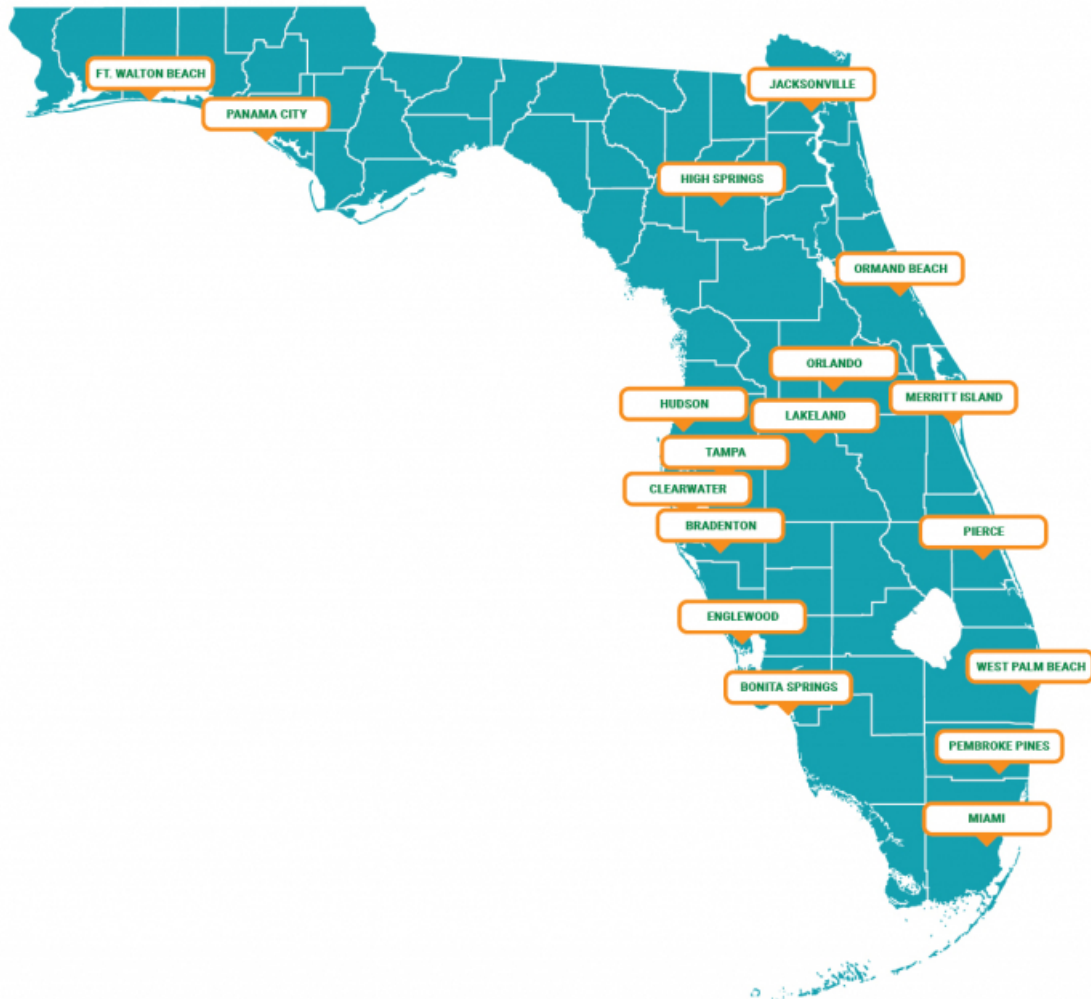 FT. WALTON BEACH
JACKSONVILLE
PANAMA CITY
HIGH SPRINGS
ORMAND BEACH
ORLANDO
MERRITT ISLAND
HUDSON
LAKELAND
TAMPA
CLEARWATER
BRADENTON
PIERCE
ENGLEWOOD
WEST PALM BEACH
BONITA SPRINGS
PEMBROKE PINES
MIAMI